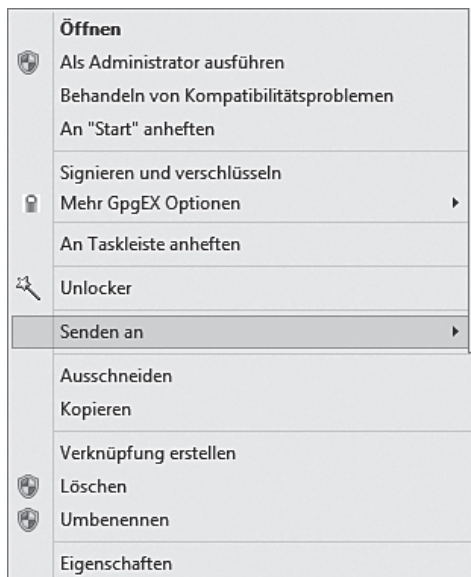 Öffnen
Als Administrator ausführen
Behandeln von Kompatibilitätsproblemen
An "Start" anheften
Signieren und verschlüsseln
Mehr GpgEX Optionen
An Taskleiste anheften
Unlocker
Senden an
Ausschneiden
Kopieren
Verknüpfung erstellen
Löschen
Umbenennen
Eigenschaften